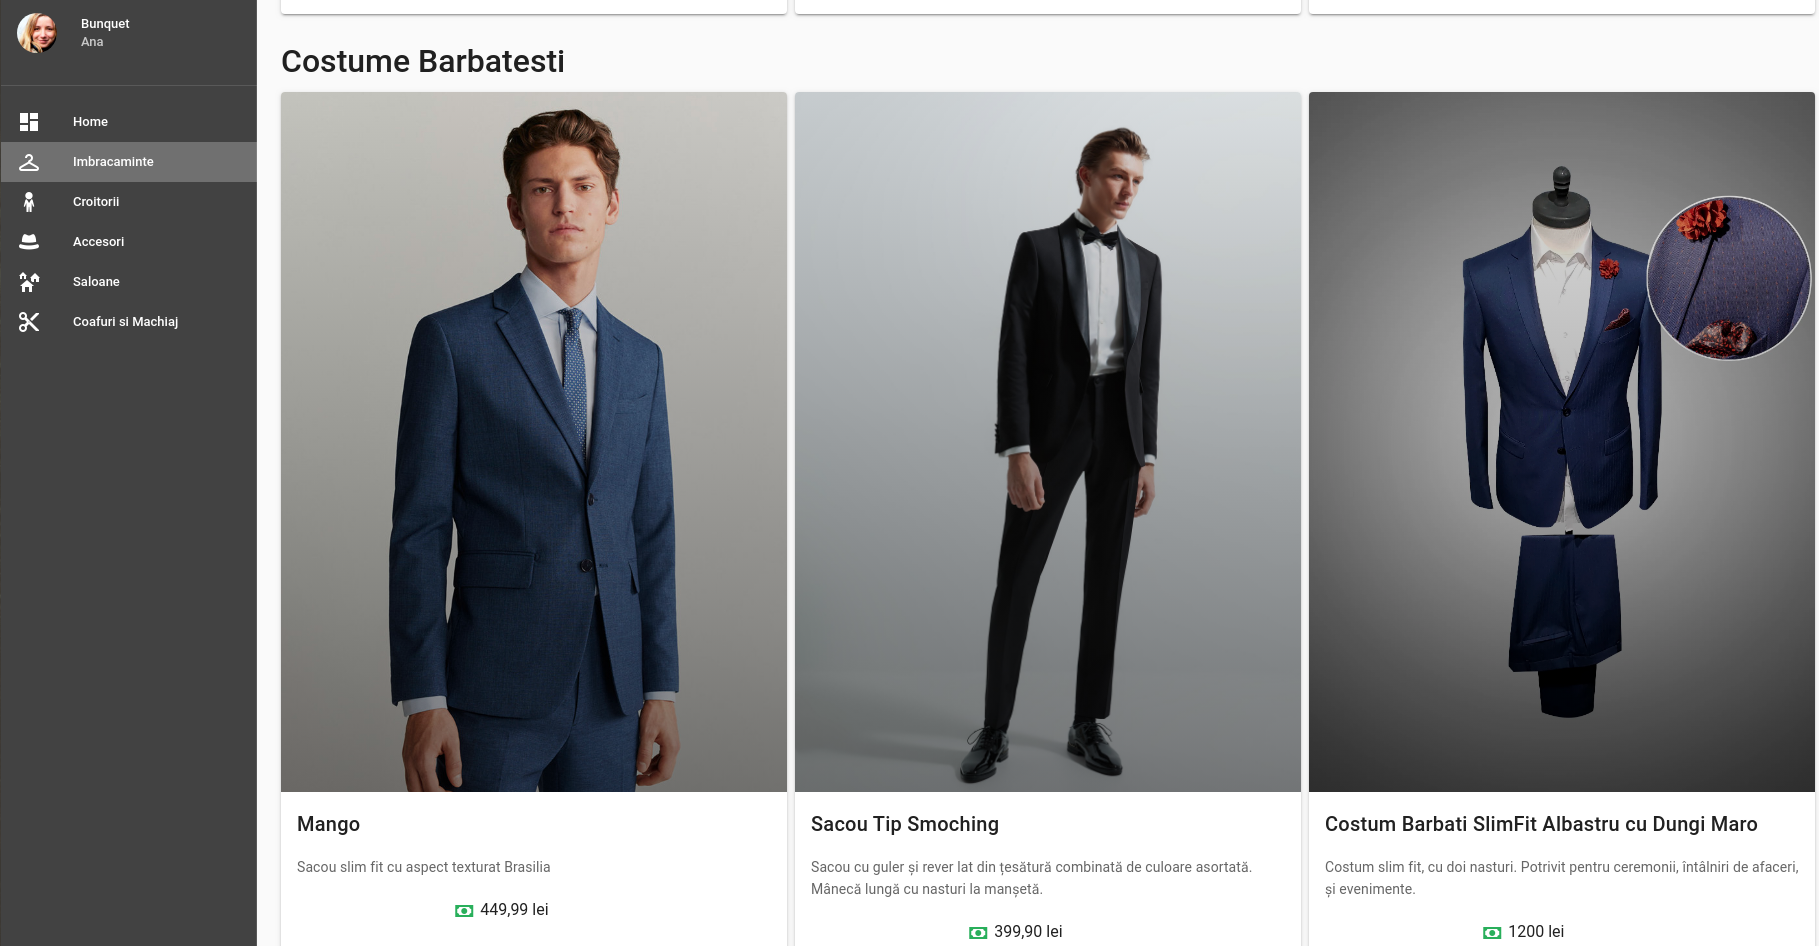 Bunquet
Ana
Home
Imbracaminte
Croitorii
Accesori
Saloane
Coafuri si Machiaj
Costume Barbatesti
Mango
Sacou slim fit cu aspect texturat Brasilia
449,99 lei
Sacou Tip Smoching
Sacou cu guler și rever lat din țesătură combinată de culoare asortată.
Mânecă lungă cu nasturi la manșetă.
399,90 lei
Costum Barbati SlimFit Albastru cu Dungi Maro
Costum slim fit, cu doi nasturi. Potrivit pentru ceremonii, întâlniri de afaceri,
și evenimente.
1200 lei